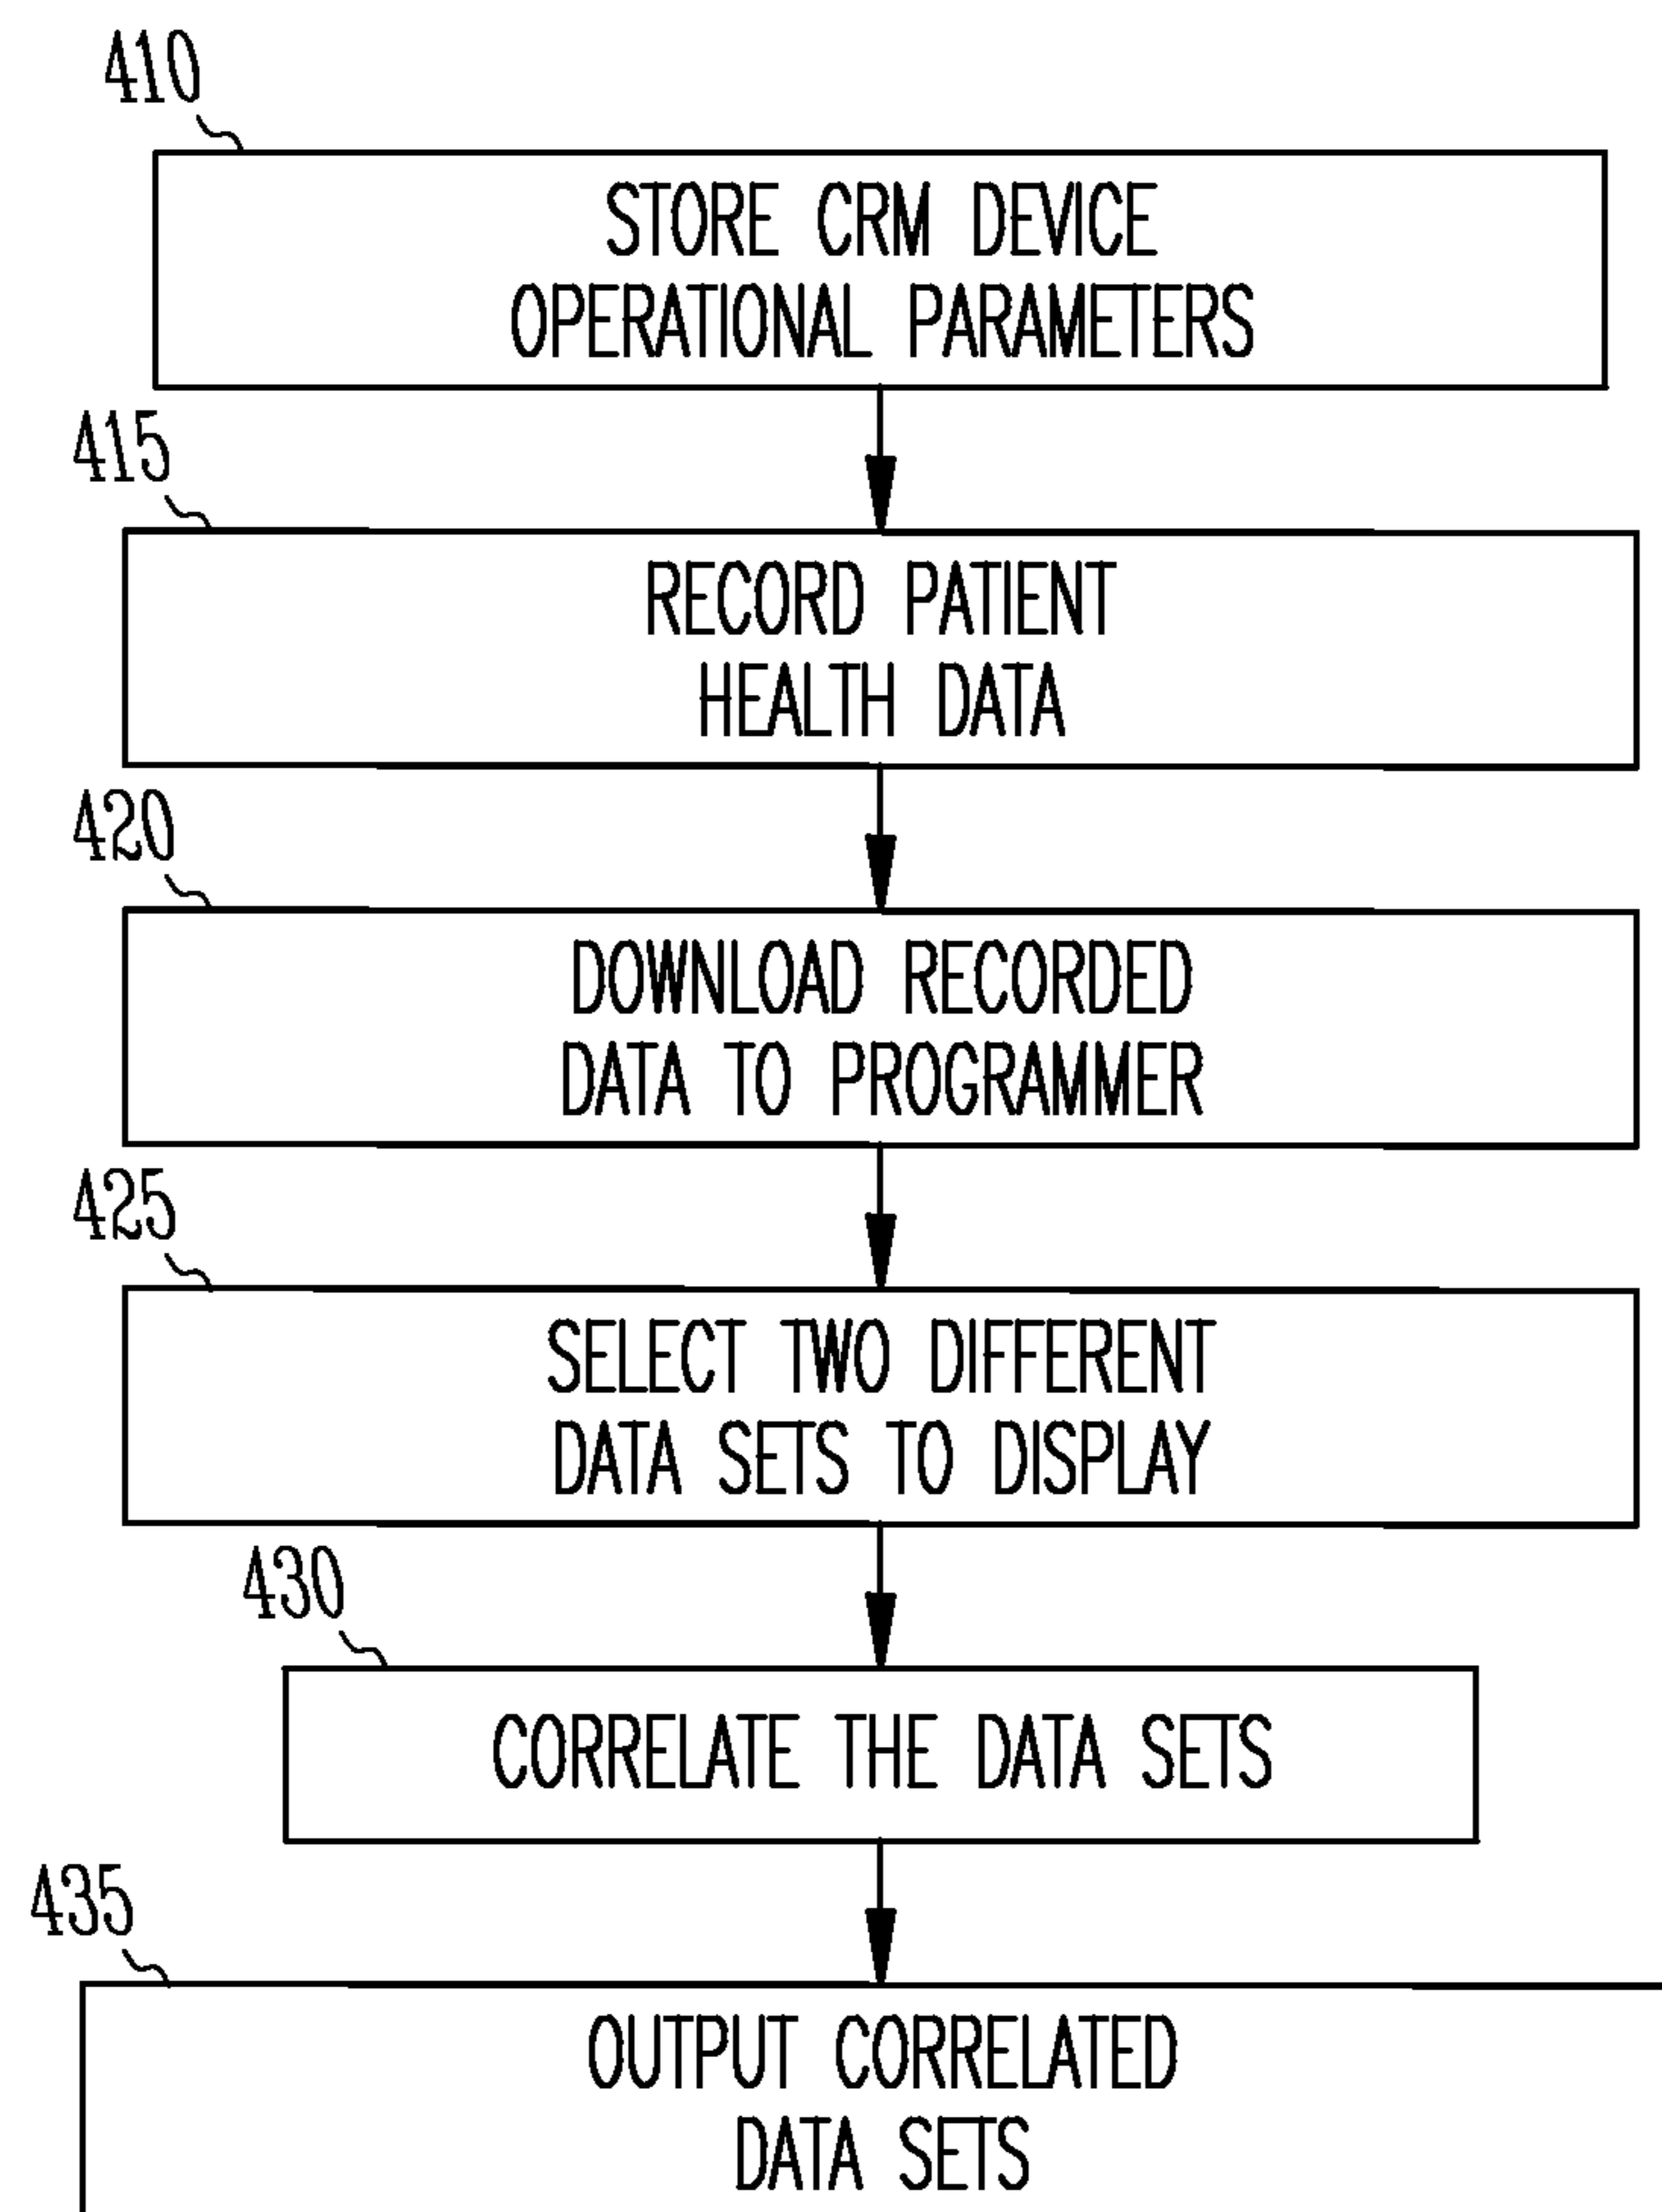 410
STORE CRM DEVICE
OPERATIONAL PARAMETERS
415
RECORD PATIENT
HEALTH DATA
420
DOWNLOAD RECORDED
DATA TO PROGRAMMER
425
SELECT TWO DIFFERENT
DATA SETS TO DISPLAY
430
CORRELATE THE DATA SETS
435
OUTPUT CORRELATED
DATA SETS